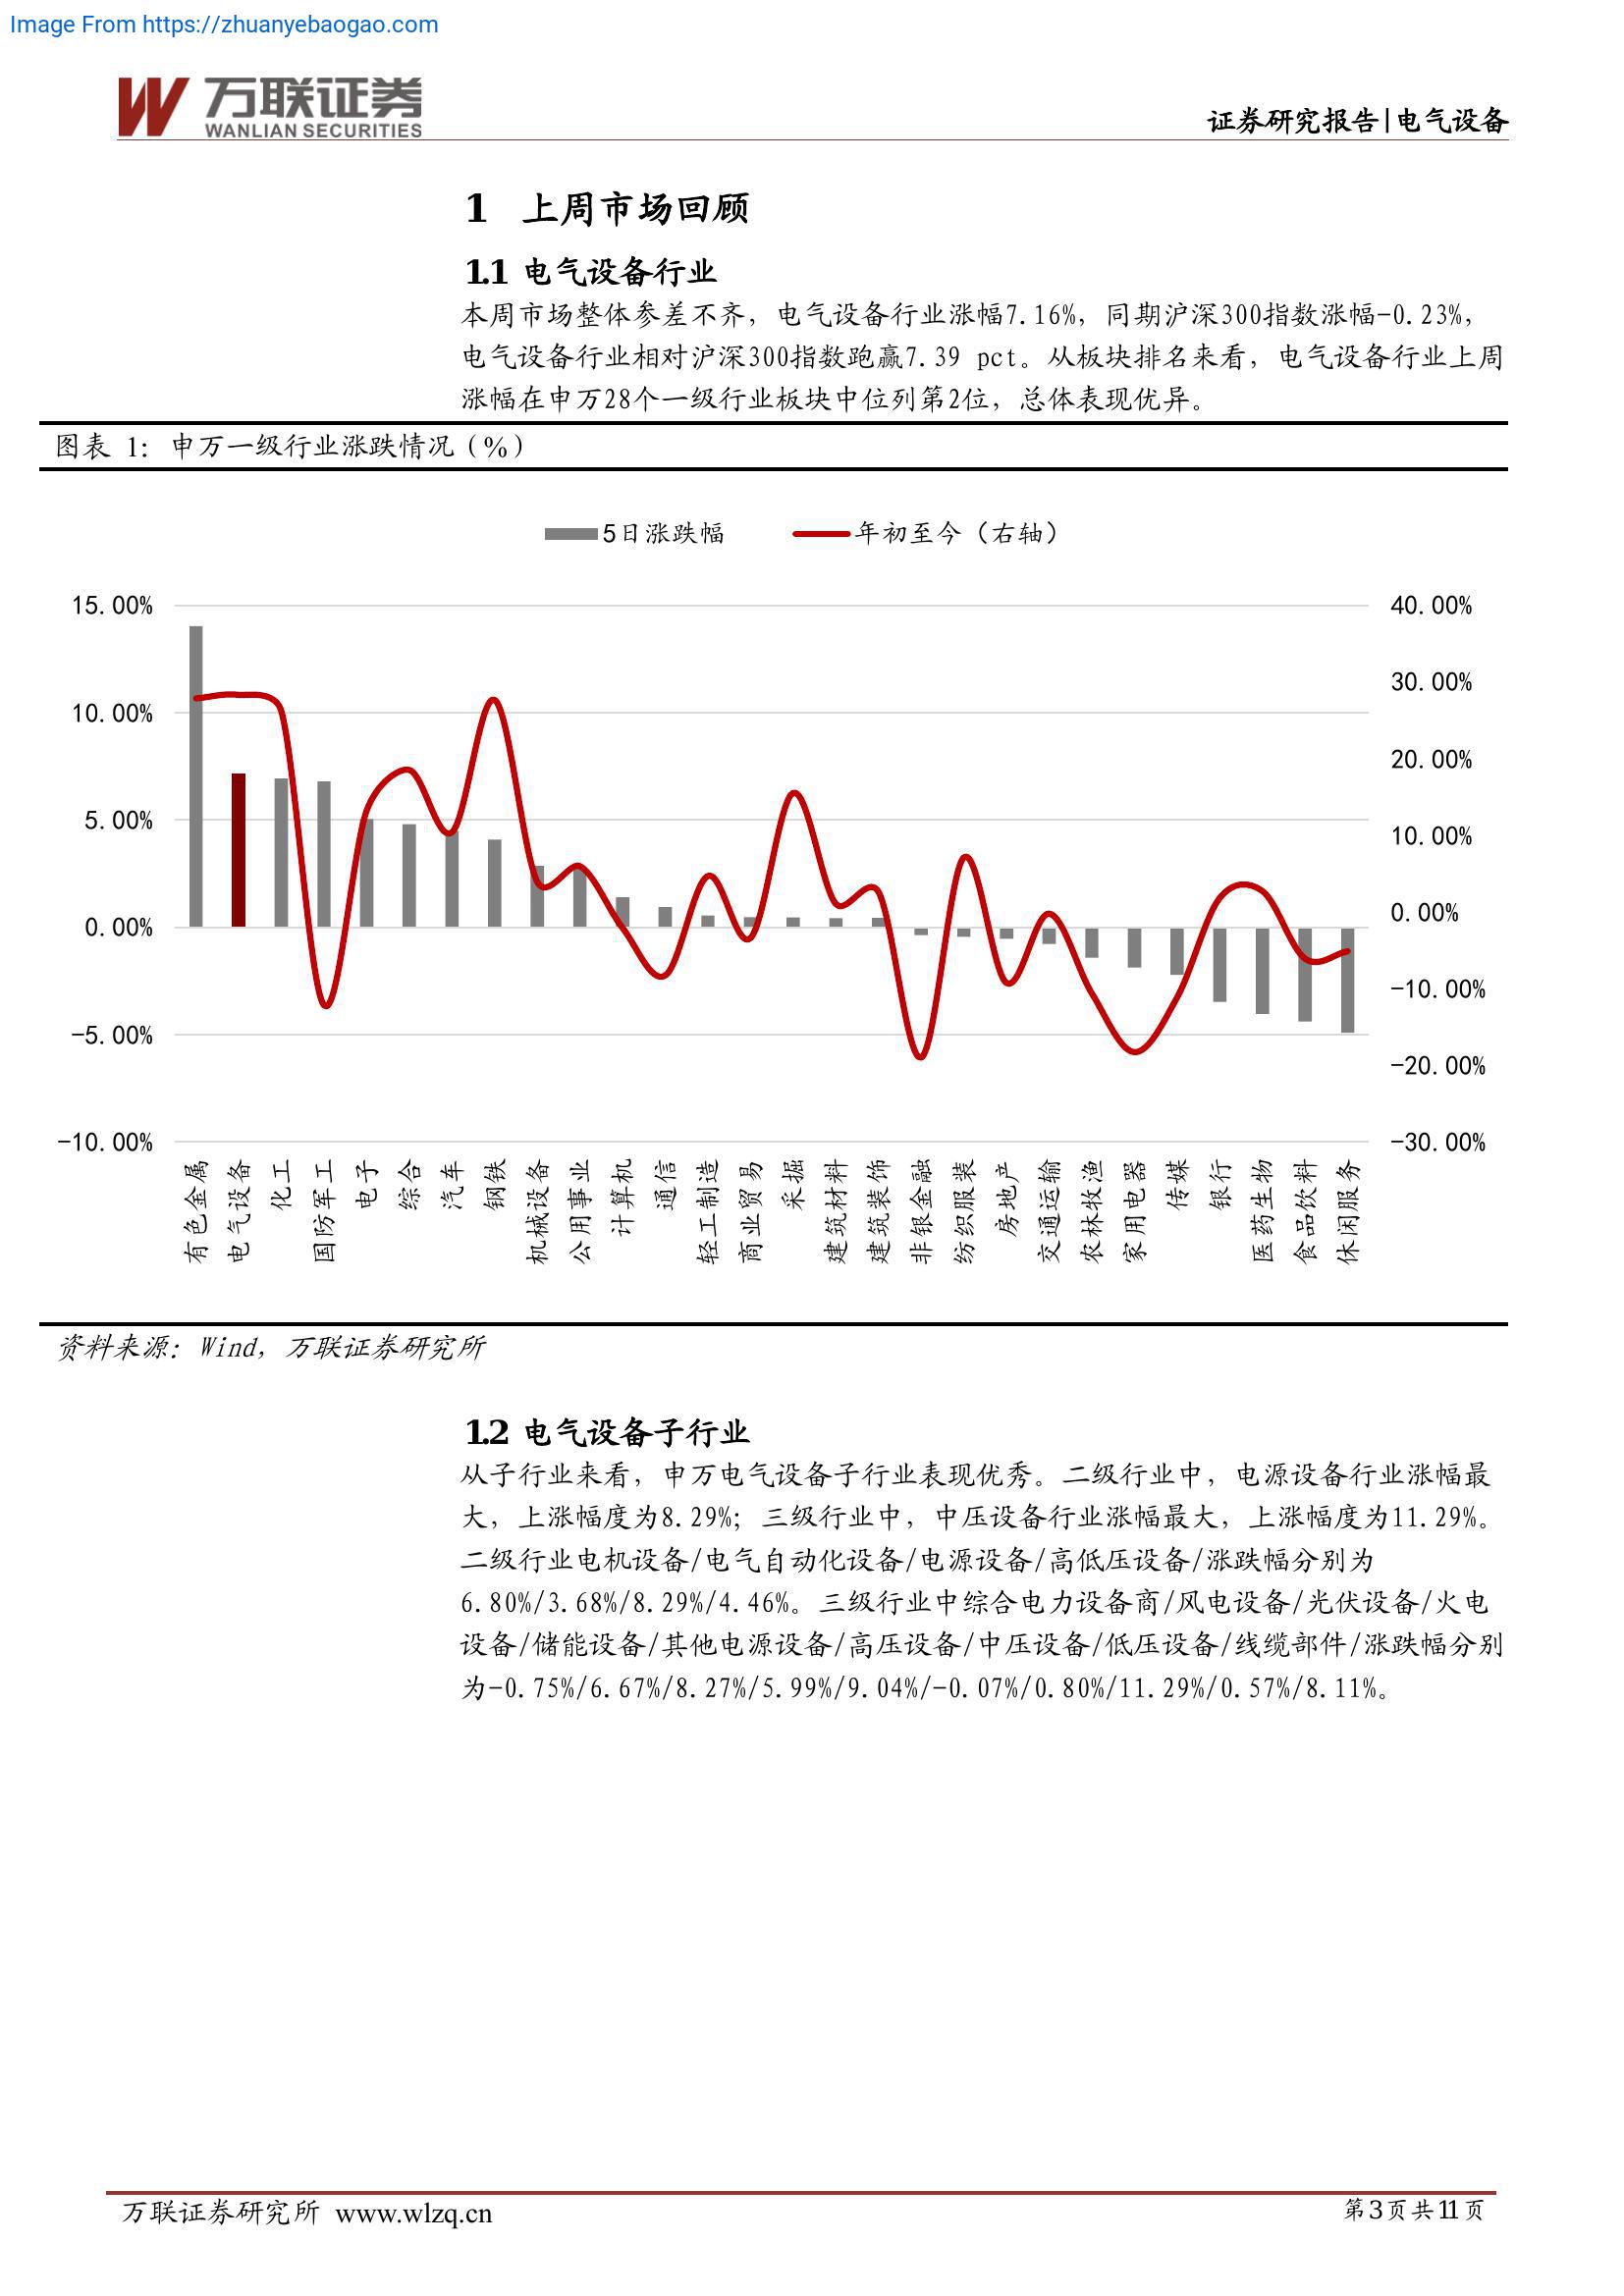 Image From https://zhuanyebaogao.com
万联证券
WANLIAN SECURITIES
证券研究报告|电气设备
1 上周市场回顾
1.1 电气设备行业
本周市场整体参差不齐，电气设备行业涨幅7.16%，同期沪深300指数涨幅-0.23%，
电气设备行业相对沪深300指数跑赢7.39 pct。从板块排名来看，电气设备行业上周
涨幅在申万28个一级行业板块中位列第2位，总体表现优异。
图表 1：申万一级行业涨跌情况（%）
5日涨跌幅 年初至今（右轴）
15.00% 40.00%
30.00%
10.00%
20.00%
5.00%
10.00%
0.00% 0.00%
-10.00%
-5.00%
-20.00%
-10.00% -30.00%
有色金属
电气设备
化工
国防军工
电子
综合
汽车
钢铁
机械设备
公用事业
计算机
通信
轻工制造
商业贸易
采掘
建筑材料
建筑装饰
非银金融
纺织服装
房地产
交通运输
农林牧渔
家用电器
传媒
银行
医药生物
食品饮料
休闲服务
资料来源：Wind，万联证券研究所
1.2 电气设备子行业
从子行业来看，申万电气设备子行业表现优秀。二级行业中，电源设备行业涨幅最
大，上涨幅度为8.29%；三级行业中，中压设备行业涨幅最大，上涨幅度为11.29%。
二级行业电机设备/电气自动化设备/电源设备/高低压设备/涨跌幅分别为
6.80%/3.68%/8.29%/4.46%。三级行业中综合电力设备商/风电设备/光伏设备/火电
设备/储能设备/其他电源设备/高压设备/中压设备/低压设备/线缆部件/涨跌幅分别
为-0.75%/6.67%/8.27%/5.99%/9.04%/-0.07%/0.80%/11.29%/0.57%/8.11%。
万联证券研究所 www.wlzq.cn
第3页共11页